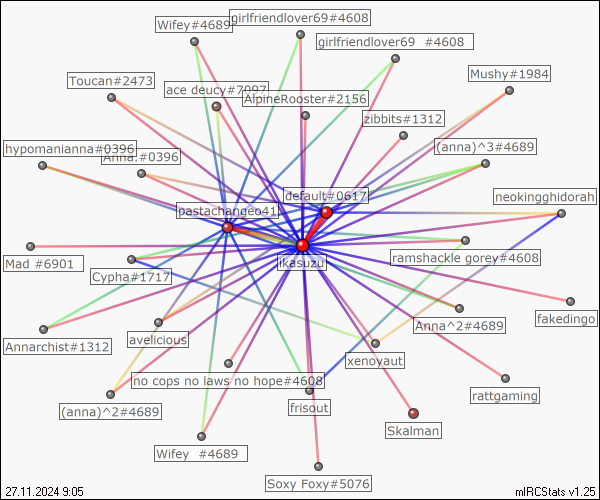 girlfriendlover69#4608
Wifey#4689
girlfriendlover69 #4608
Toucan#2473
Mushy#1984
ace deucy#7097
AlpineRooster#2156
zibbits#1312
hypomanianna#0396
(anna)^3#4689
Anna.#0396
default#0617
neokingghidorah
pastachangeo41
ikasuzu
ramshackle gorey#4608
Mad #6901
Cypha#1717
fakedingo
Anna^2#4689
Annarchist#1312
avelicious
xenoyaut
no cops no laws no hope#4608
rattgaming
(anna)^2#4689
frisout
Skalman
Wifey #4689
Soxy Foxy#5076
27.11.2024 9:05
mIRCStats v1.25